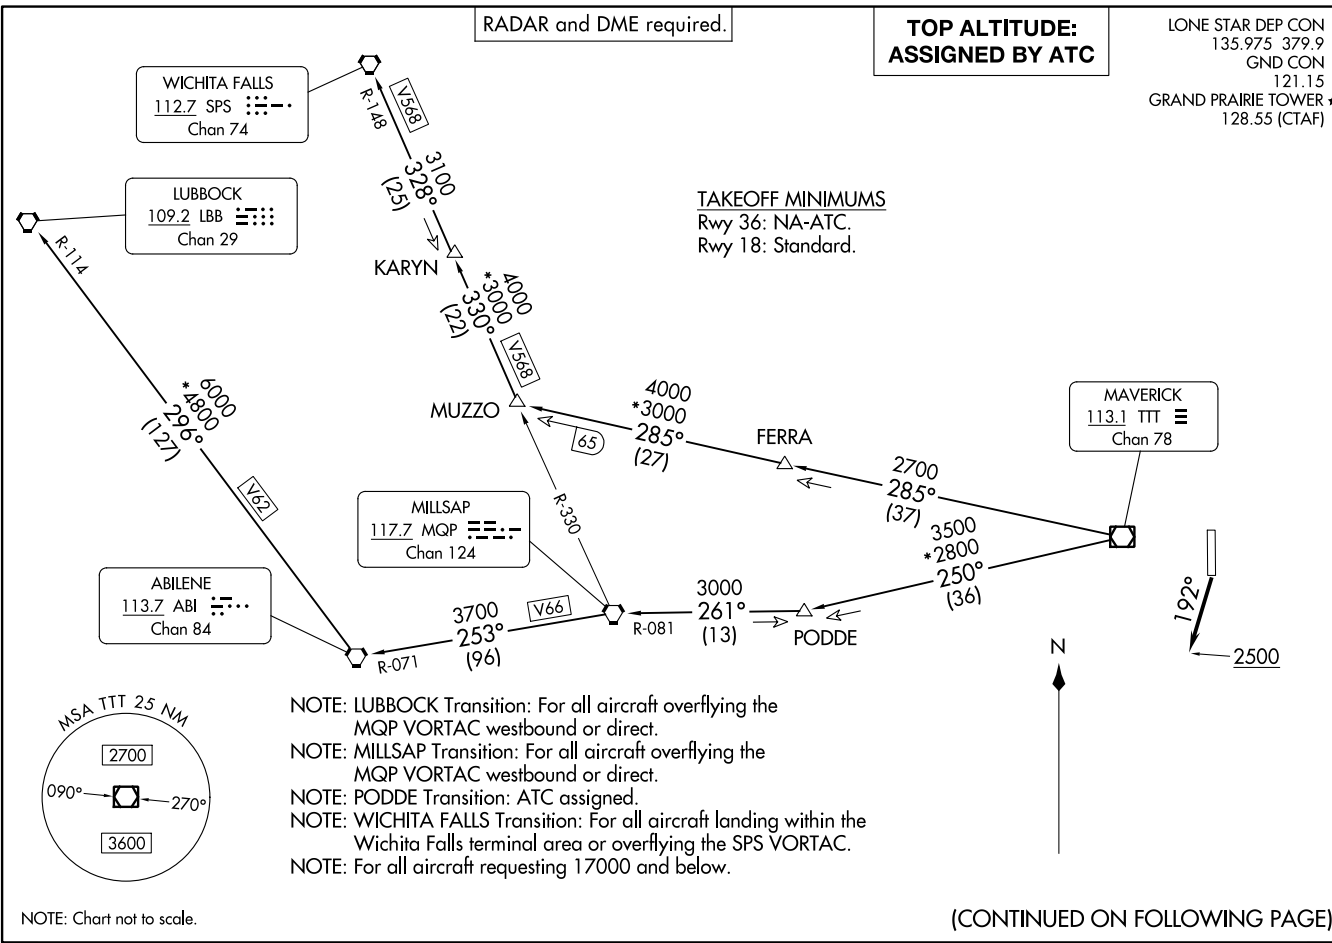 RADAR and DME required.
TOP ALTITUDE:
ASSIGNED BY ATC
LONE STAR DEP CON
135.975 379.9
GND CON
121.15
GRAND PRAIRIE TOWER ★
128.55 (CTAF)
WICHITA FALLS
112.7 SPS
Chan 74
R-148
V568
3100
328°
(25)
LUBBOCK
109.2 LBB
Chan 29
R-114
KARYN
TAKEOFF MINIMUMS
Rwy 36: NA-ATC.
Rwy 18: Standard.
4000
*3000
330°
(22)
V568
6000
*4800
296°
(127)
V62
MUZZO
65
4000
*3000
285°
(27)
FERRA
MAVERICK
113.1 TTT
Chan 78
2700
285°
(37)
MILLSAP
117.7 MQP
Chan 124
R-330
3500
*2800
250°
(36)
ABILENE
113.7 ABI
Chan 84
3700
253°
(96)
V66
R-071
R-081
3000
261°
(13)
PODDE
192°
2500
N
MSA TTT 25 NM
2700
090°
270°
3600
NOTE: LUBBOCK Transition: For all aircraft overflying the
MQP VORTAC westbound or direct.
NOTE: MILLSAP Transition: For all aircraft overflying the
MQP VORTAC westbound or direct.
NOTE: PODDE Transition: ATC assigned.
NOTE: WICHITA FALLS Transition: For all aircraft landing within the
Wichita Falls terminal area or overflying the SPS VORTAC.
NOTE: For all aircraft requesting 17000 and below.
NOTE: Chart not to scale.
(CONTINUED ON FOLLOWING PAGE)